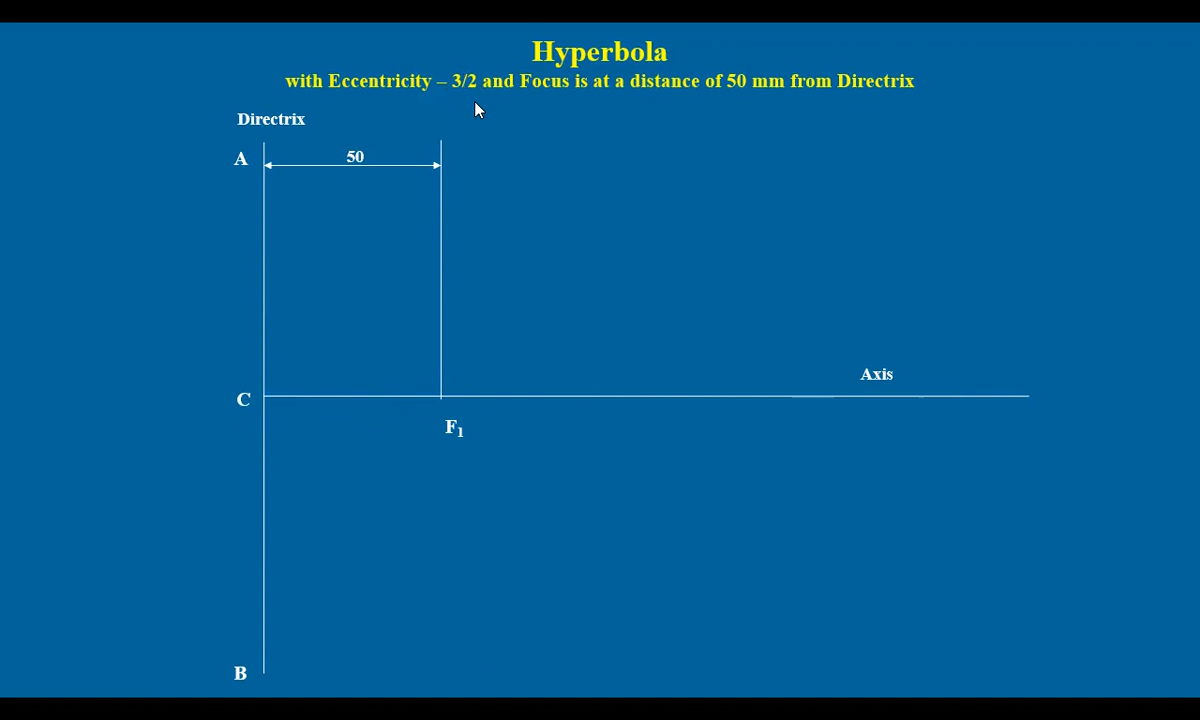 Hyperbola
with Eccentricity – 3/2 and Focus is at a distance of 50 mm from Directrix
Directrix
A
50
Axis
C
F₁
B